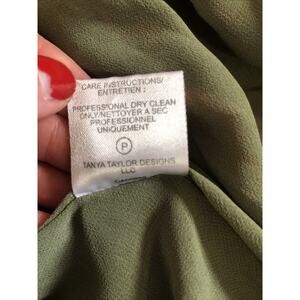 CARE INSTRUCTIONS/
ENTRETIEN :
PROFESSIONAL DRY CLEAN
ONLY/NETTOYER A SEC
PROFESSIONNEL
UNIQUEMENT
P
TANYA TAYLOR DESIGNS
LLC